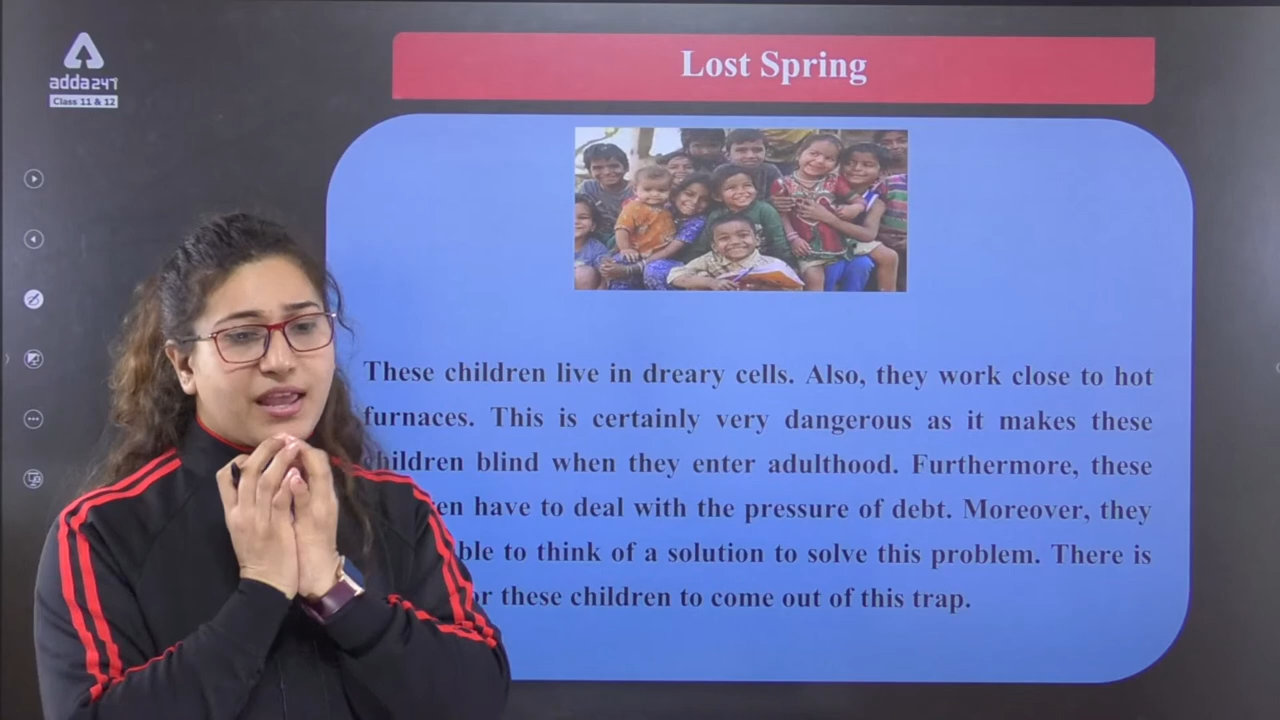 adda247
Class 11 & 12
Lost Spring
These children live in dreary cells. Also, they work close to hot
furnaces. This is certainly very dangerous as it makes these
children blind when they enter adulthood. Furthermore, these
have to deal with the pressure of debt. Moreover, they
to think of a solution to solve this problem. There is
these children to come out of this trap.